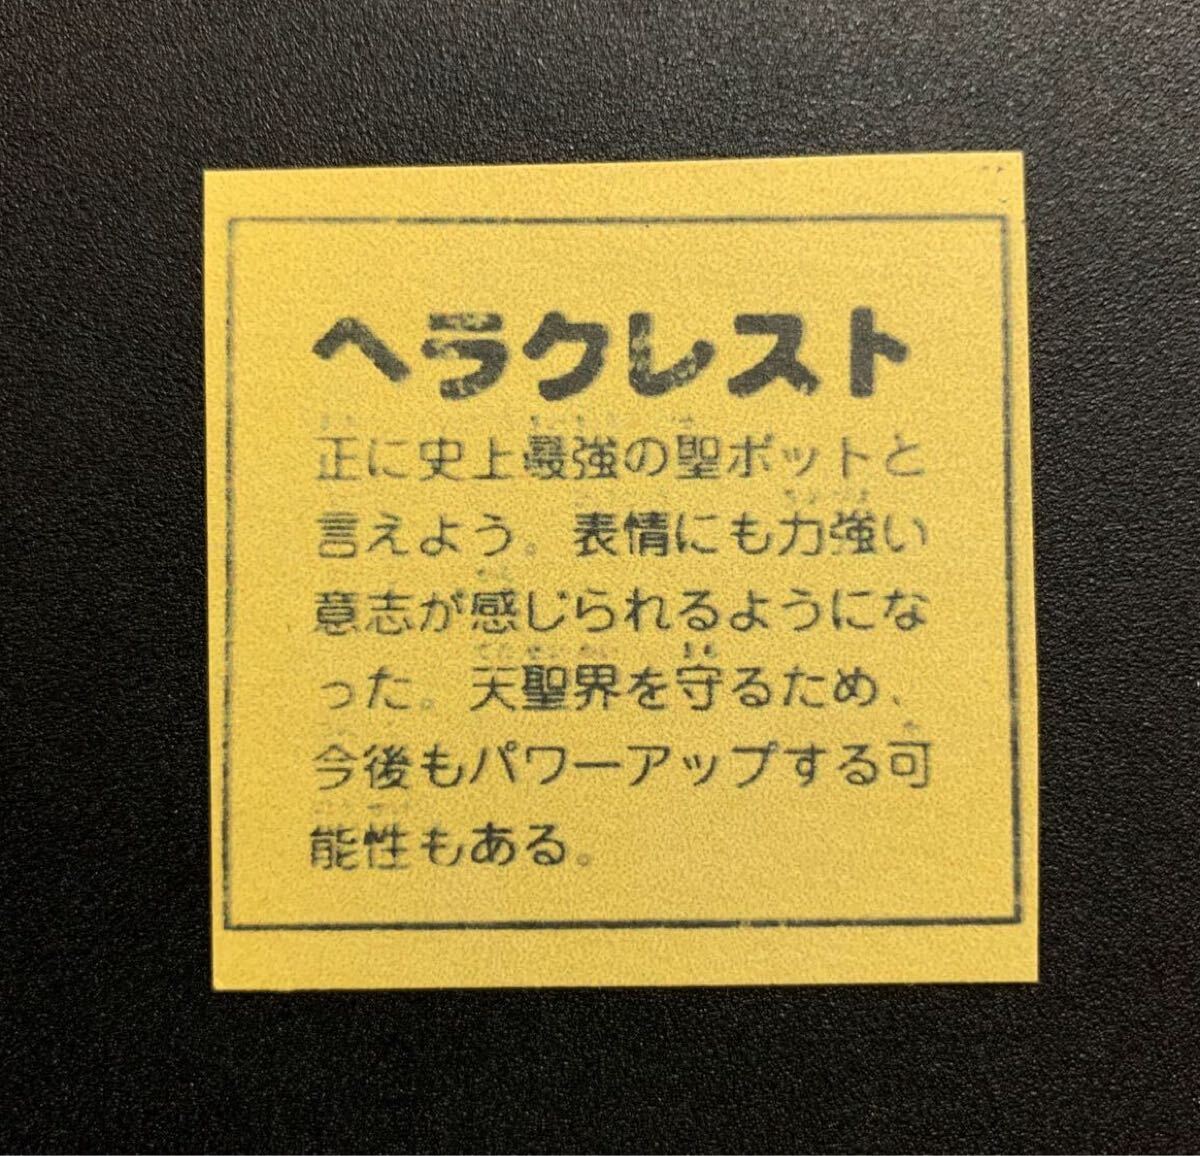 ヘラクレスト
正に史上最強の聖ボットと
言えよう。表情にも力強い
意志が感じられるようにな
った。天聖界を守るため、
今後もパワーアップする可
能性もある。